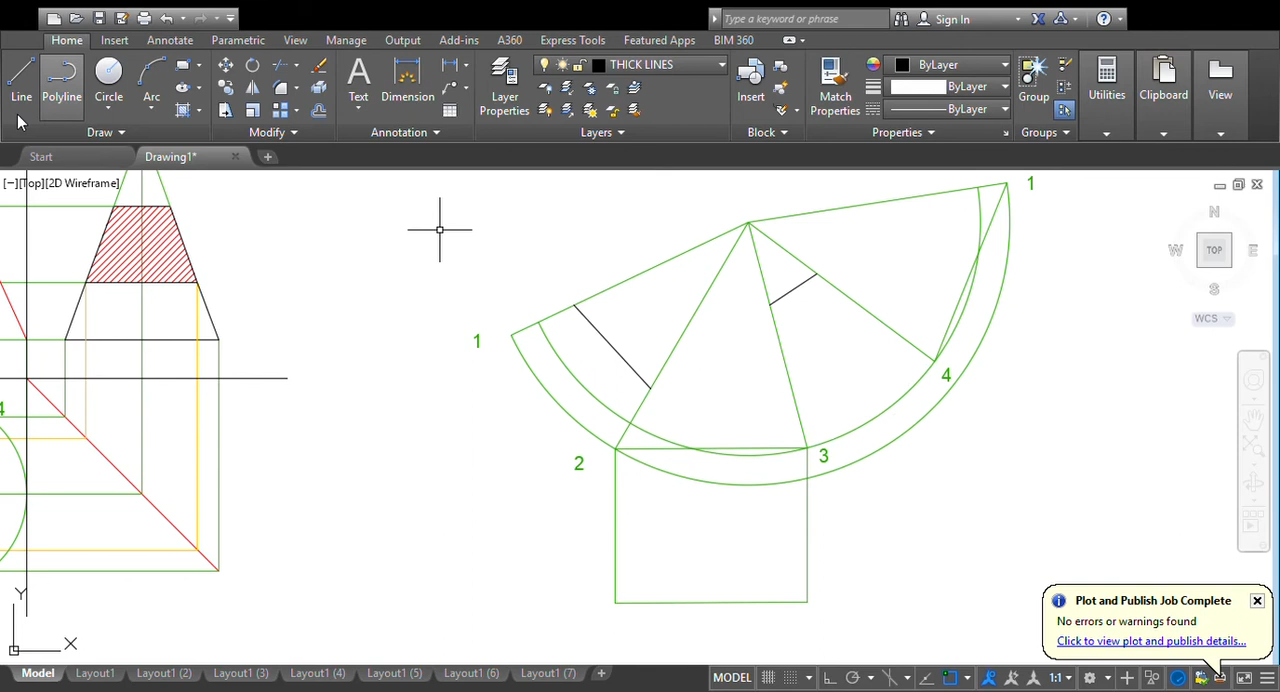 Type a keyword or phrase
Sign In
Home Insert Annotate Parametric View Manage Output Add-ins A360 Express Tools Featured Apps BIM 360
THICK LINES
ByLayer
ByLayer
ByLayer
Line Polyline Circle Arc Text Dimension Layer Properties Insert Match Properties Group Utilities Clipboard View
Draw Modify Annotation Layers Block Properties Groups
Start Drawing1*
[−][Top][2D Wireframe]
1
N
W TOP E
S
WCS
1
4
4
2
3
Y
X
Plot and Publish Job Complete
No errors or warnings found
Click to view plot and publish details...
Model Layout1 Layout1 (2) Layout1 (3) Layout1 (4) Layout1 (5) Layout1 (6) Layout1 (7)
MODEL 1:1